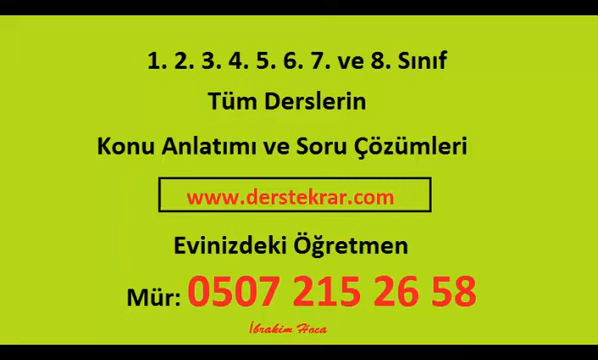 1. 2. 3. 4. 5. 6. 7. ve 8. Sınıf
Tüm Derslerin
Konu Anlatımı ve Soru Çözümleri
www.derstekrar.com
Evinizdeki Öğretmen
Mür: 0507 215 26 58
İbrakim Hoca